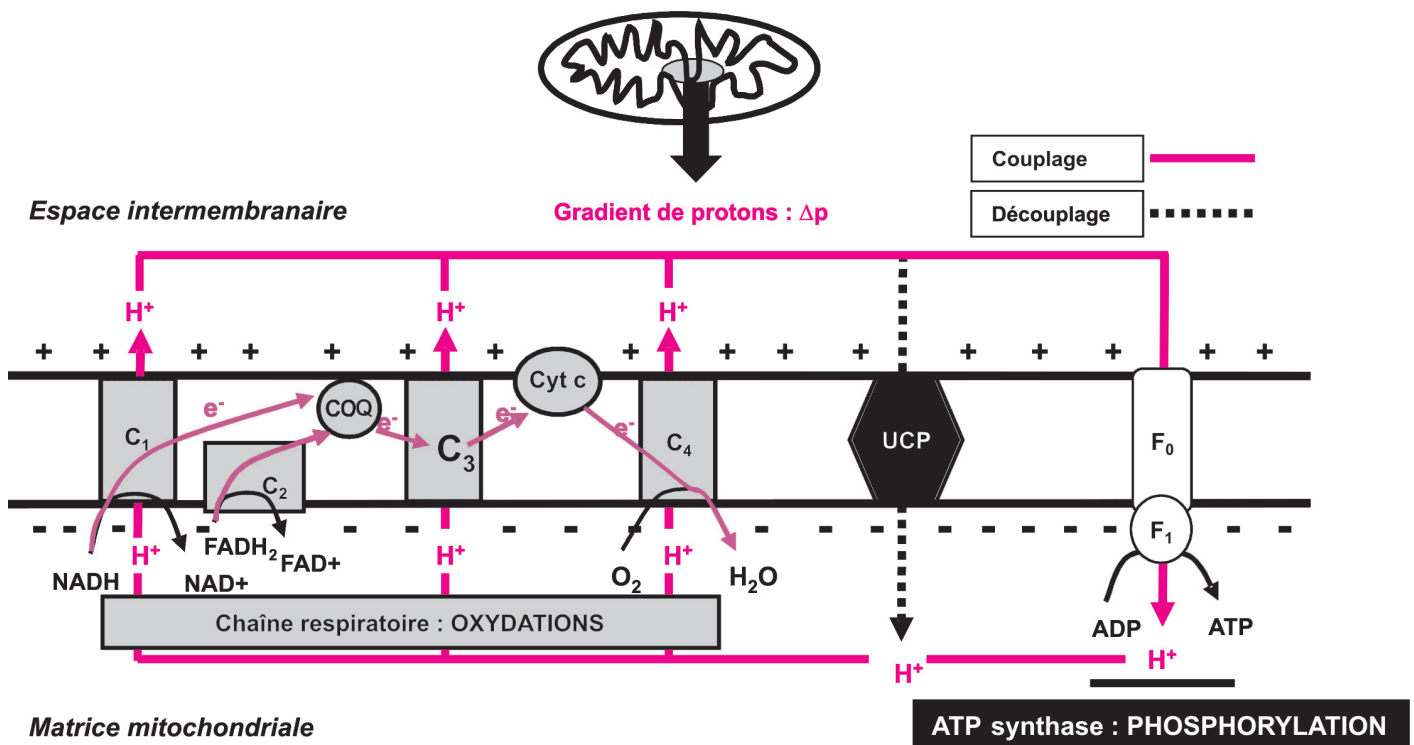 Couplage
Découplage
Espace intermembranaire
Gradient de protons : Δp
H⁺ H⁺ H⁺
+ + + + + + + + + + + + + +
C₁ e⁻ COQ e⁻ C₃ e⁻ Cyt c e⁻ C₄ UCP F₀
C₂
F₁
- - - - - - - - - - - - - - -
NADH H⁺ NAD+ FADH₂ FAD+ H⁺ O₂ H⁺ H₂O
ADP ATP
Chaîne respiratoire : OXYDATIONS
H⁺ H⁺
Matrice mitochondriale
ATP synthase : PHOSPHORYLATION